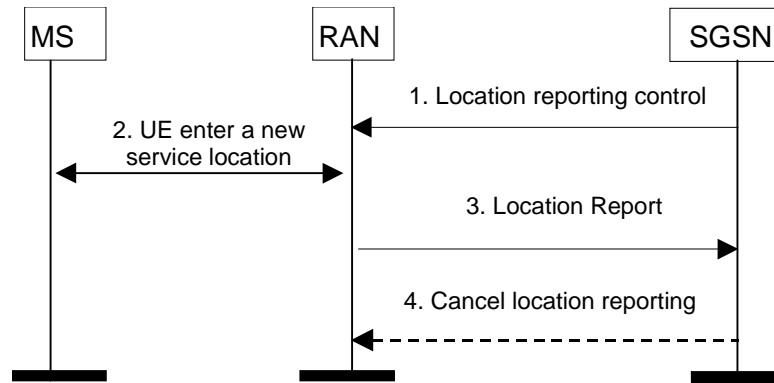 MS
RAN
SGSN
1. Location reporting control
2. UE enter a new
service location
3. Location Report
4. Cancel location reporting